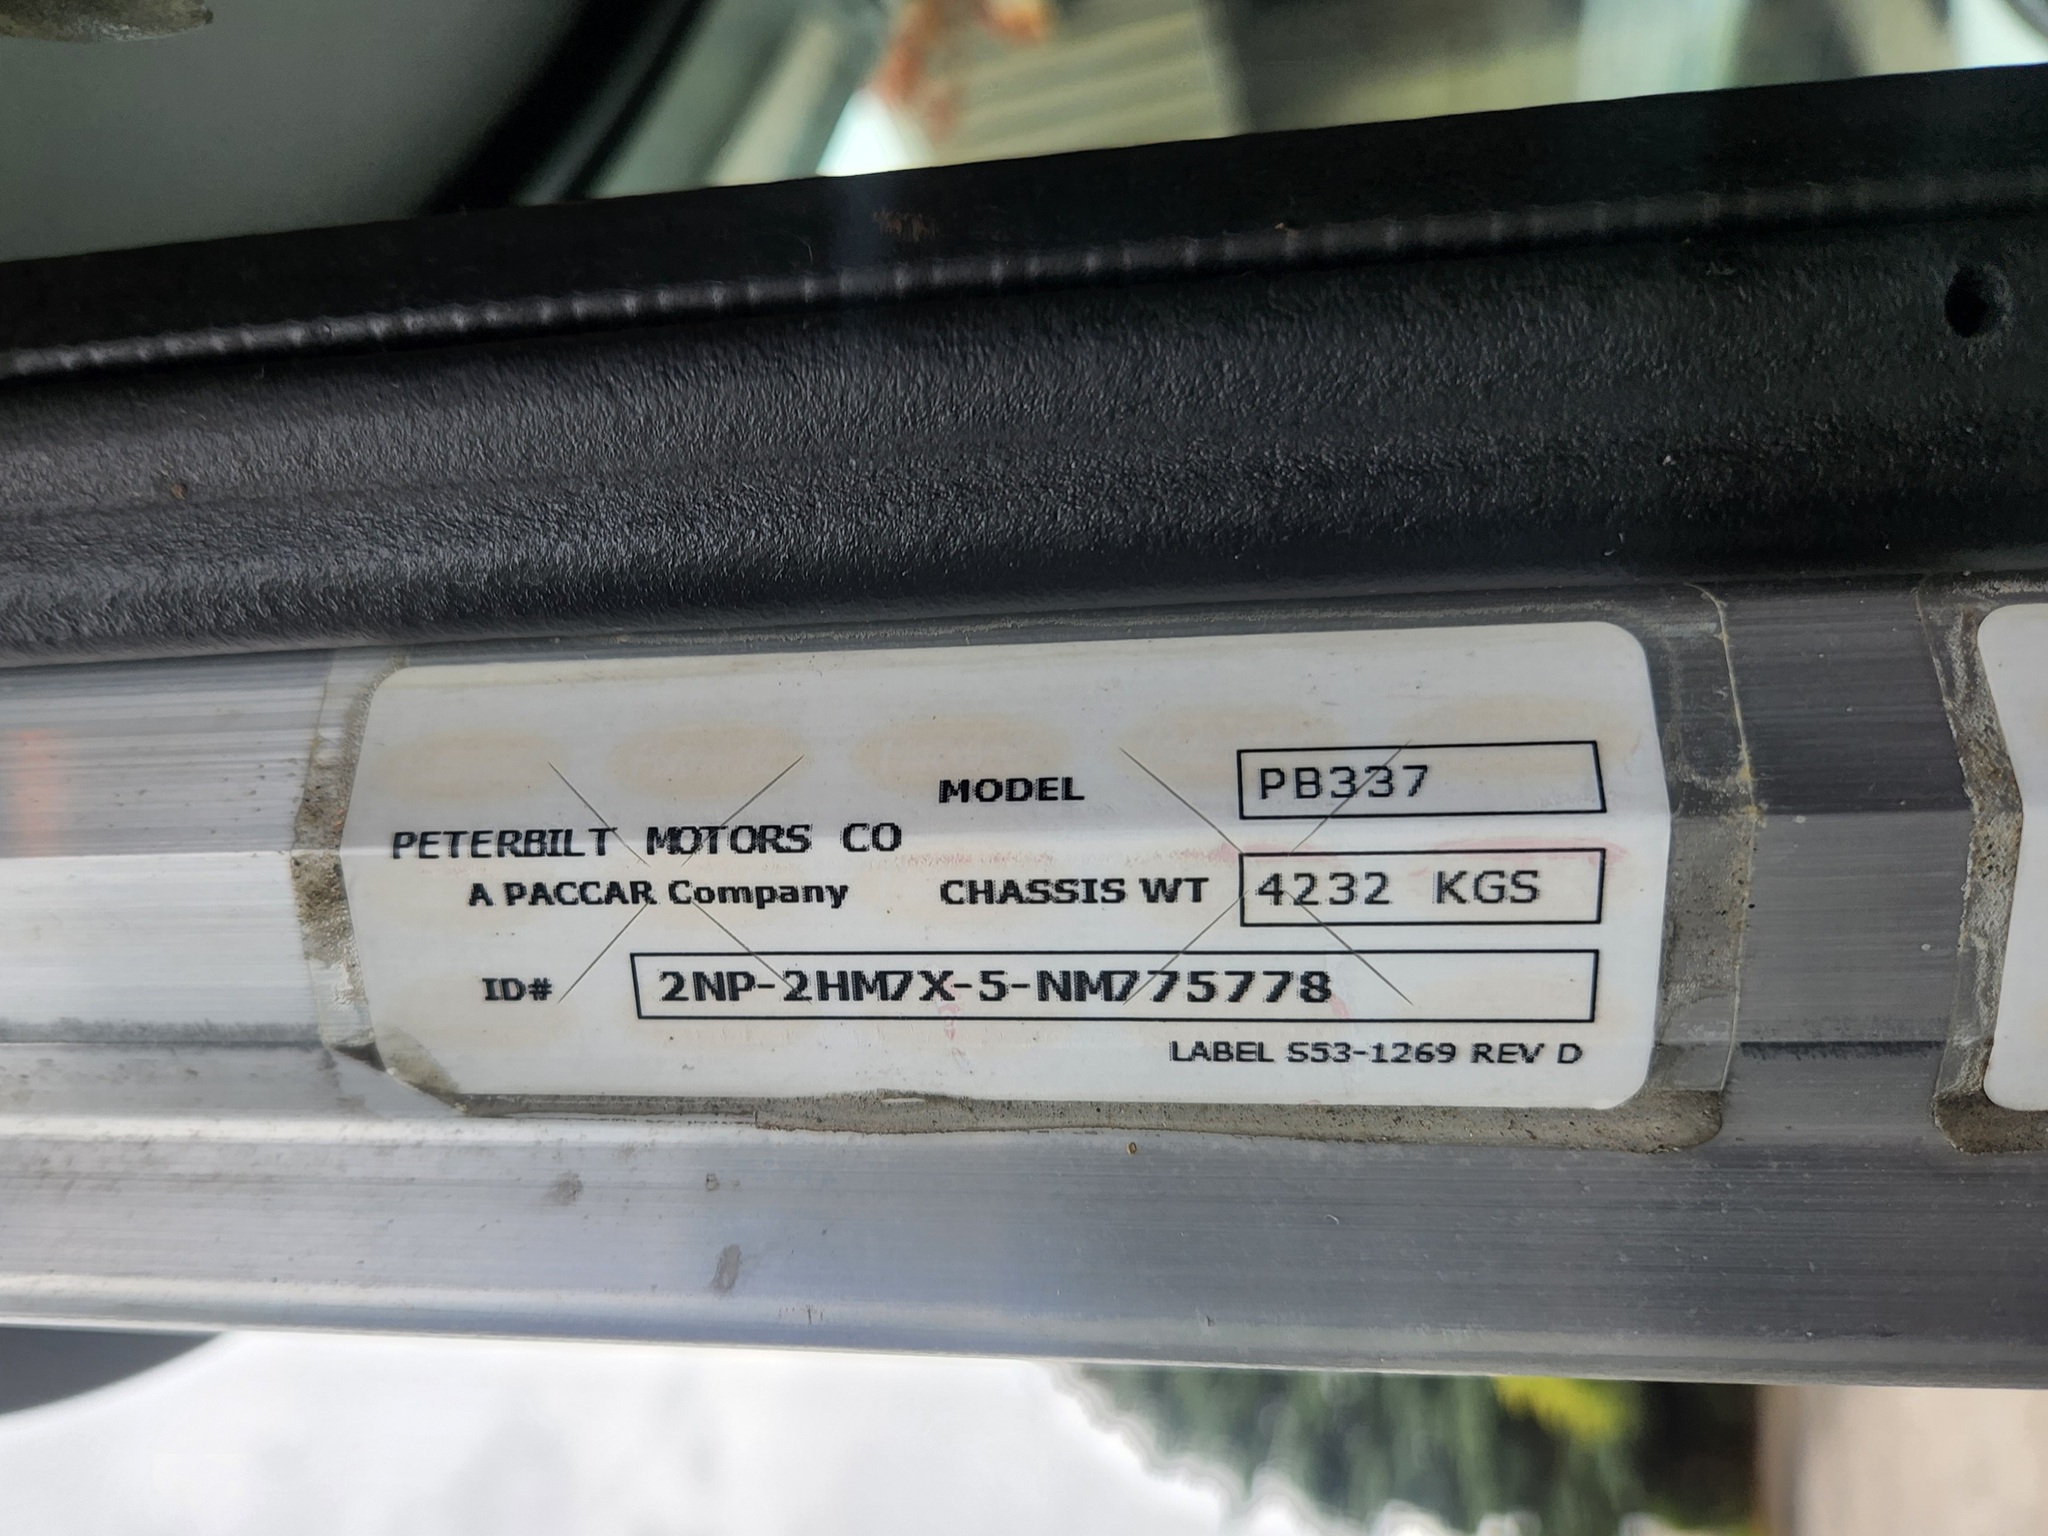 MODEL PB337
PETERBILT MOTORS CO
A PACCAR Company
CHASSIS WT 4232 KGS
ID# 2NP-2HM7X-5-NM775778
LABEL S53-1269 REV D